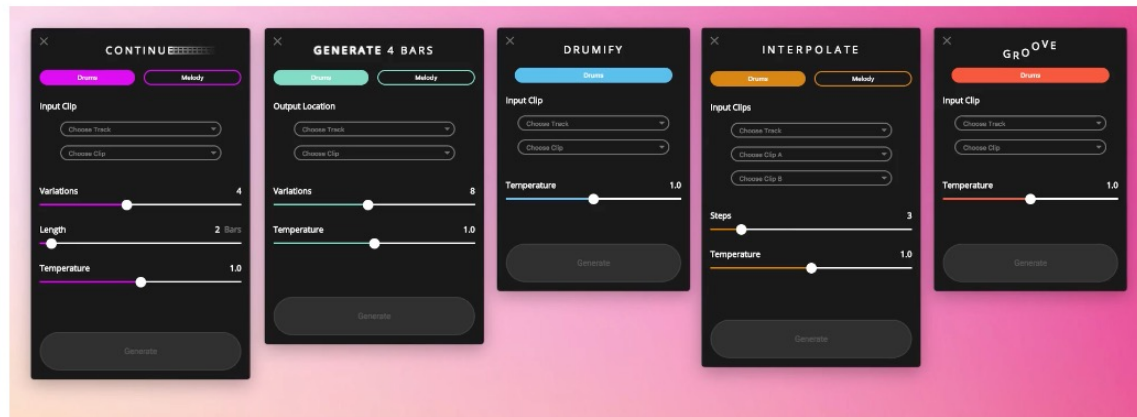 CONTINUE
Drums Melody
Input Clip
Choose Track
Choose Clip
Variations 4
Length 2 Bars
Temperature 1.0
Generate
GENERATE 4 BARS
Drums Melody
Output Location
Choose Track
Choose Clip
Variations 8
Temperature 1.0
Generate
DRUMIFY
Drums
Input Clip
Choose Track
Choose Clip
Temperature 1.0
Generate
INTERPOLATE
Drums Melody
Input Clips
Choose Track
Choose Clip A
Choose Clip B
Steps 3
Temperature 1.0
Generate
GROOVE
Drums
Input Clip
Choose Track
Choose Clip
Temperature 1.0
Generate